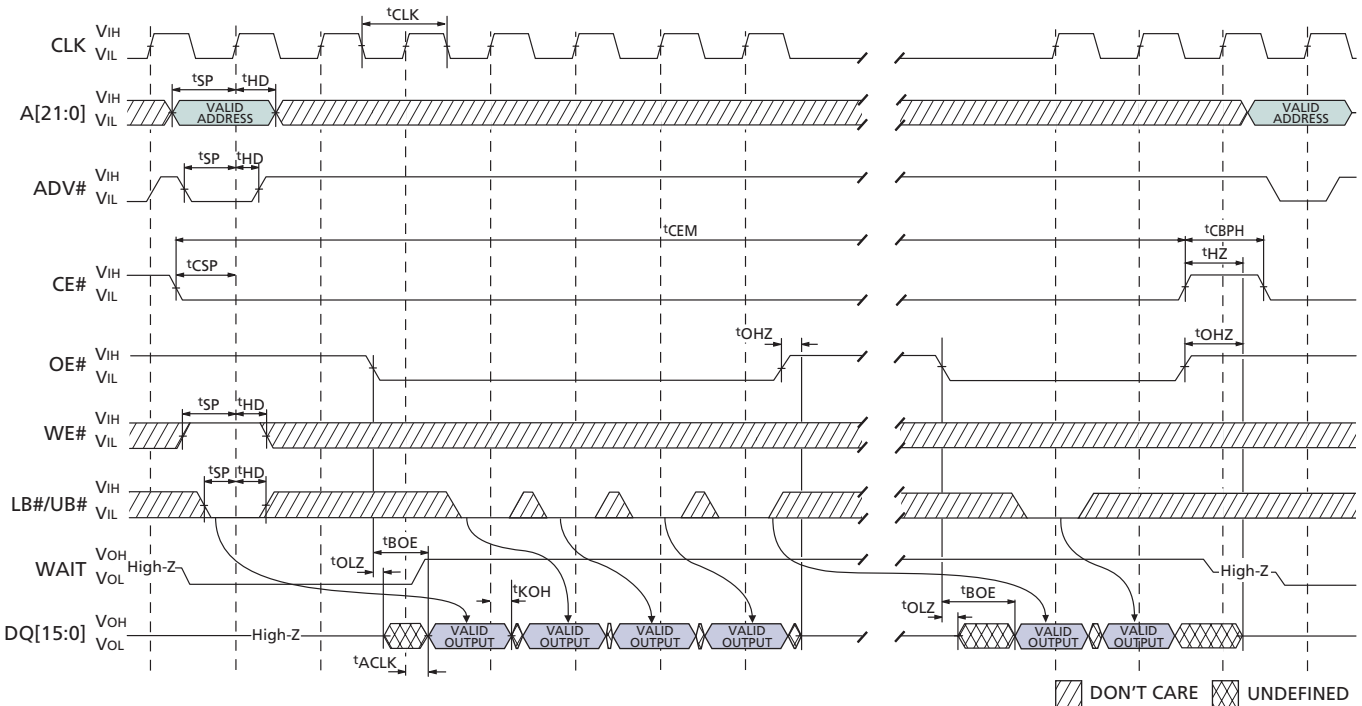 tCLK
CLK VIH
VIL
tSP tHD
A[21:0] VIH
VIL
VALID
ADDRESS
VALID
ADDRESS
tSP tHD
ADV# VIH
VIL
tCEM
tCBPH
tHZ
tCSP
CE# VIH
VIL
tOHZ
tOHZ
OE# VIH
VIL
tSP tHD
WE# VIH
VIL
tSP tHD
LB#/UB# VIH
VIL
tBOE
tOLZ
WAIT VOH
VOL
High-Z
High-Z
tKOH
tBOE
tOLZ
DQ[15:0] VOH
VOL
High-Z
VALID
OUTPUT
VALID
OUTPUT
VALID
OUTPUT
VALID
OUTPUT
VALID
OUTPUT
VALID
OUTPUT
tACLK
DON'T CARE
UNDEFINED